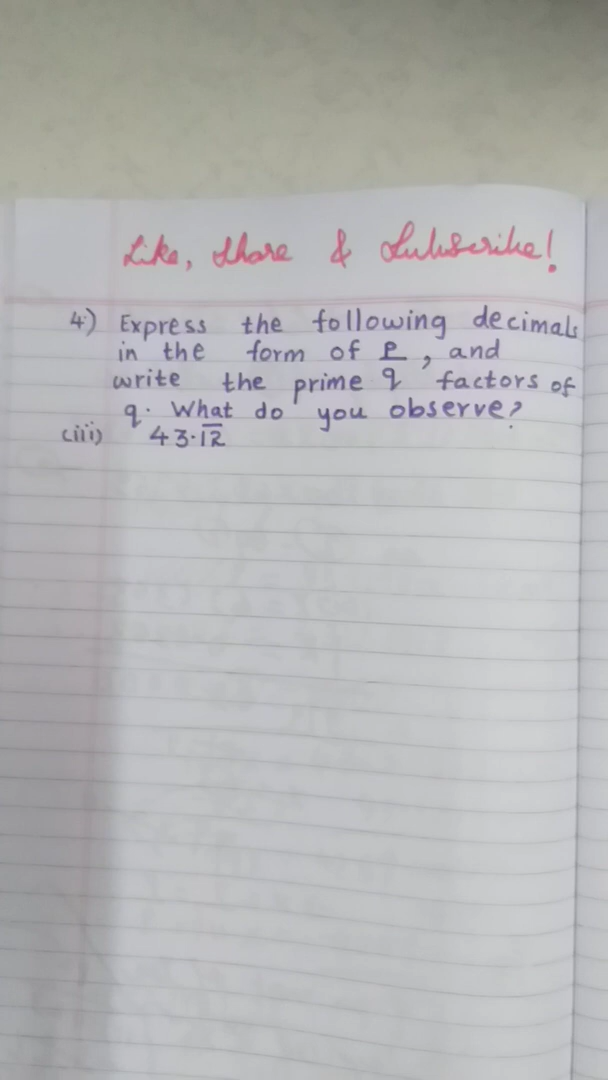 Like, Share & Subscribe!
4) Express the following decimals
in the form of p/q, and
write the prime factors of
q. What do you observe?
(iii) 43.1̅2̅